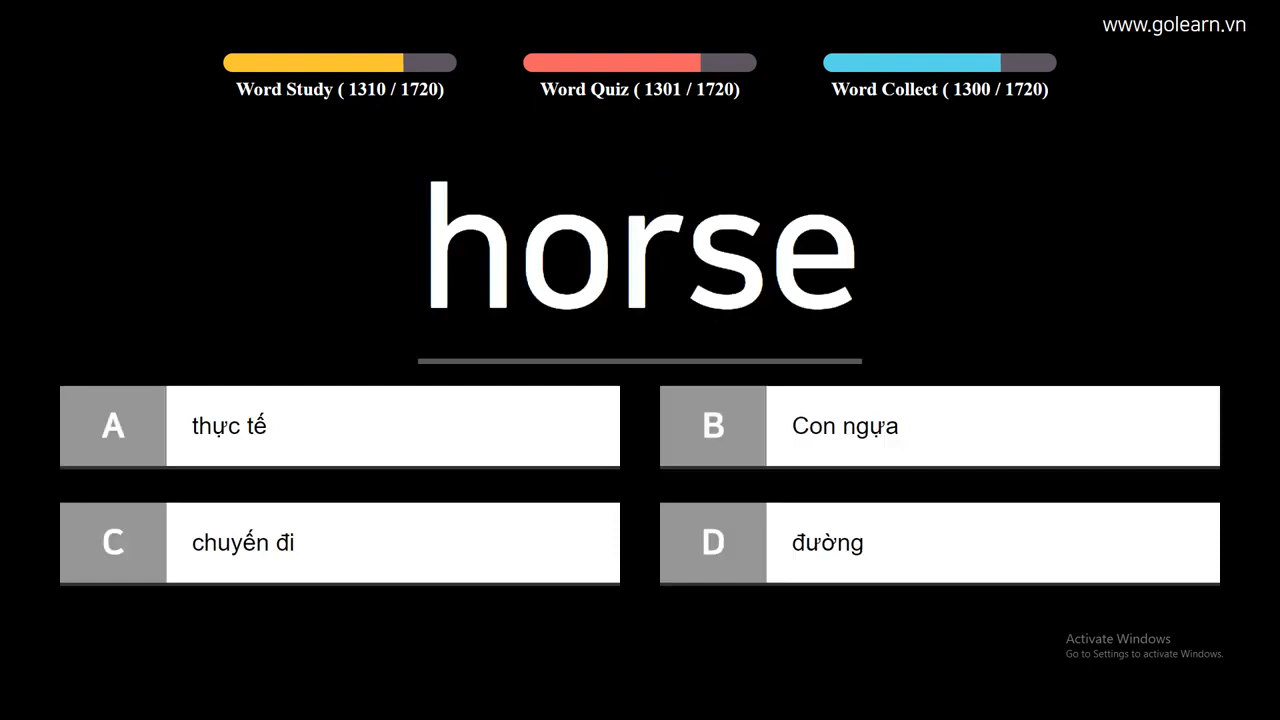 www.golearn.vn
Word Study ( 1310 / 1720)
Word Quiz ( 1301 / 1720)
Word Collect ( 1300 / 1720)
horse
A thực tế
B Con ngựa
C chuyến đi
D đường
Activate Windows
Go to Settings to activate Windows.